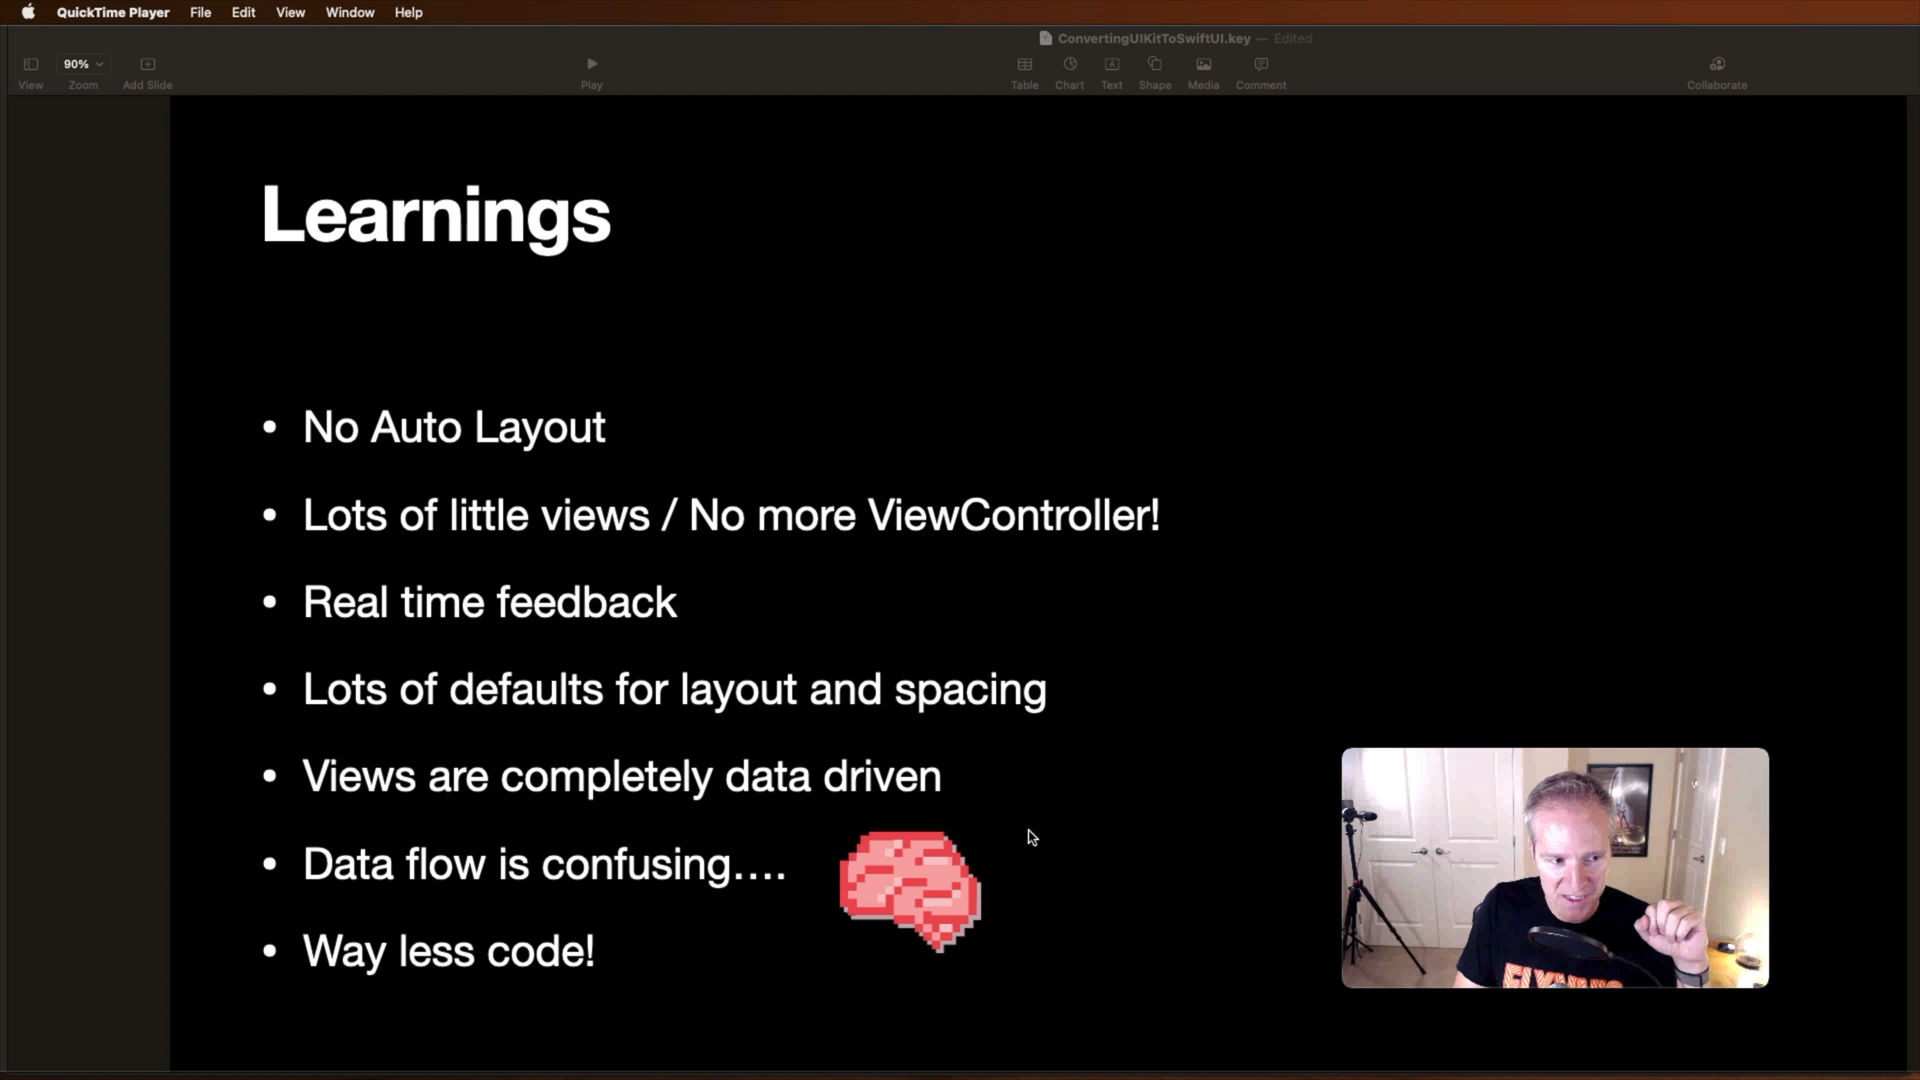 QuickTime Player File Edit View Window Help
ConvertingUIKitToSwiftUI.key — Edited
90%
View Zoom Add Slide Play Table Chart Text Shape Media Comment Collaborate
Learnings
• No Auto Layout
• Lots of little views / No more ViewController!
• Real time feedback
• Lots of defaults for layout and spacing
• Views are completely data driven
• Data flow is confusing....
• Way less code!